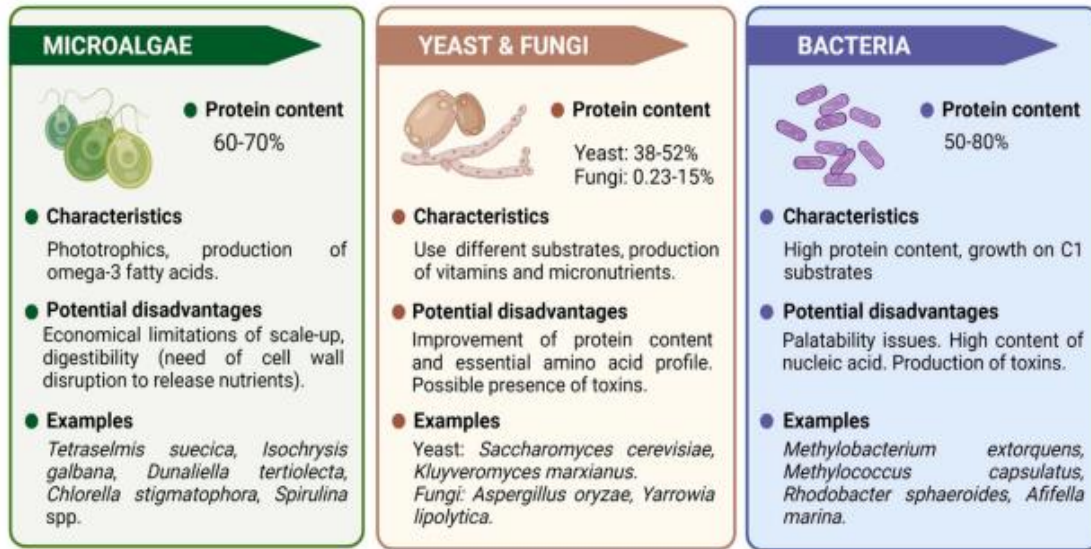 MICROALGAE
Protein content
60-70%
Characteristics
Phototrophics, production of
omega-3 fatty acids.
Potential disadvantages
Economical limitations of scale-up,
digestibility (need of cell wall
disruption to release nutrients).
Examples
Tetraselmis suecica, Isochrysis
galbana, Dunaliella tertiolecta,
Chlorella stigmatophora, Spirulina
spp.
YEAST & FUNGI
Protein content
Yeast: 38-52%
Fungi: 0.23-15%
Characteristics
Use different substrates, production
of vitamins and micronutrients.
Potential disadvantages
Improvement of protein content
and essential amino acid profile.
Possible presence of toxins.
Examples
Yeast: Saccharomyces cerevisiae,
Kluyveromyces marxianus.
Fungi: Aspergillus oryzae, Yarrowia
lipolytica.
BACTERIA
Protein content
50-80%
Characteristics
High protein content, growth on C1
substrates
Potential disadvantages
Palatability issues. High content of
nucleic acid. Production of toxins.
Examples
Methylobacterium extorquens,
Methylococcus capsulatus,
Rhodobacter sphaeroides, Afifella
marina.